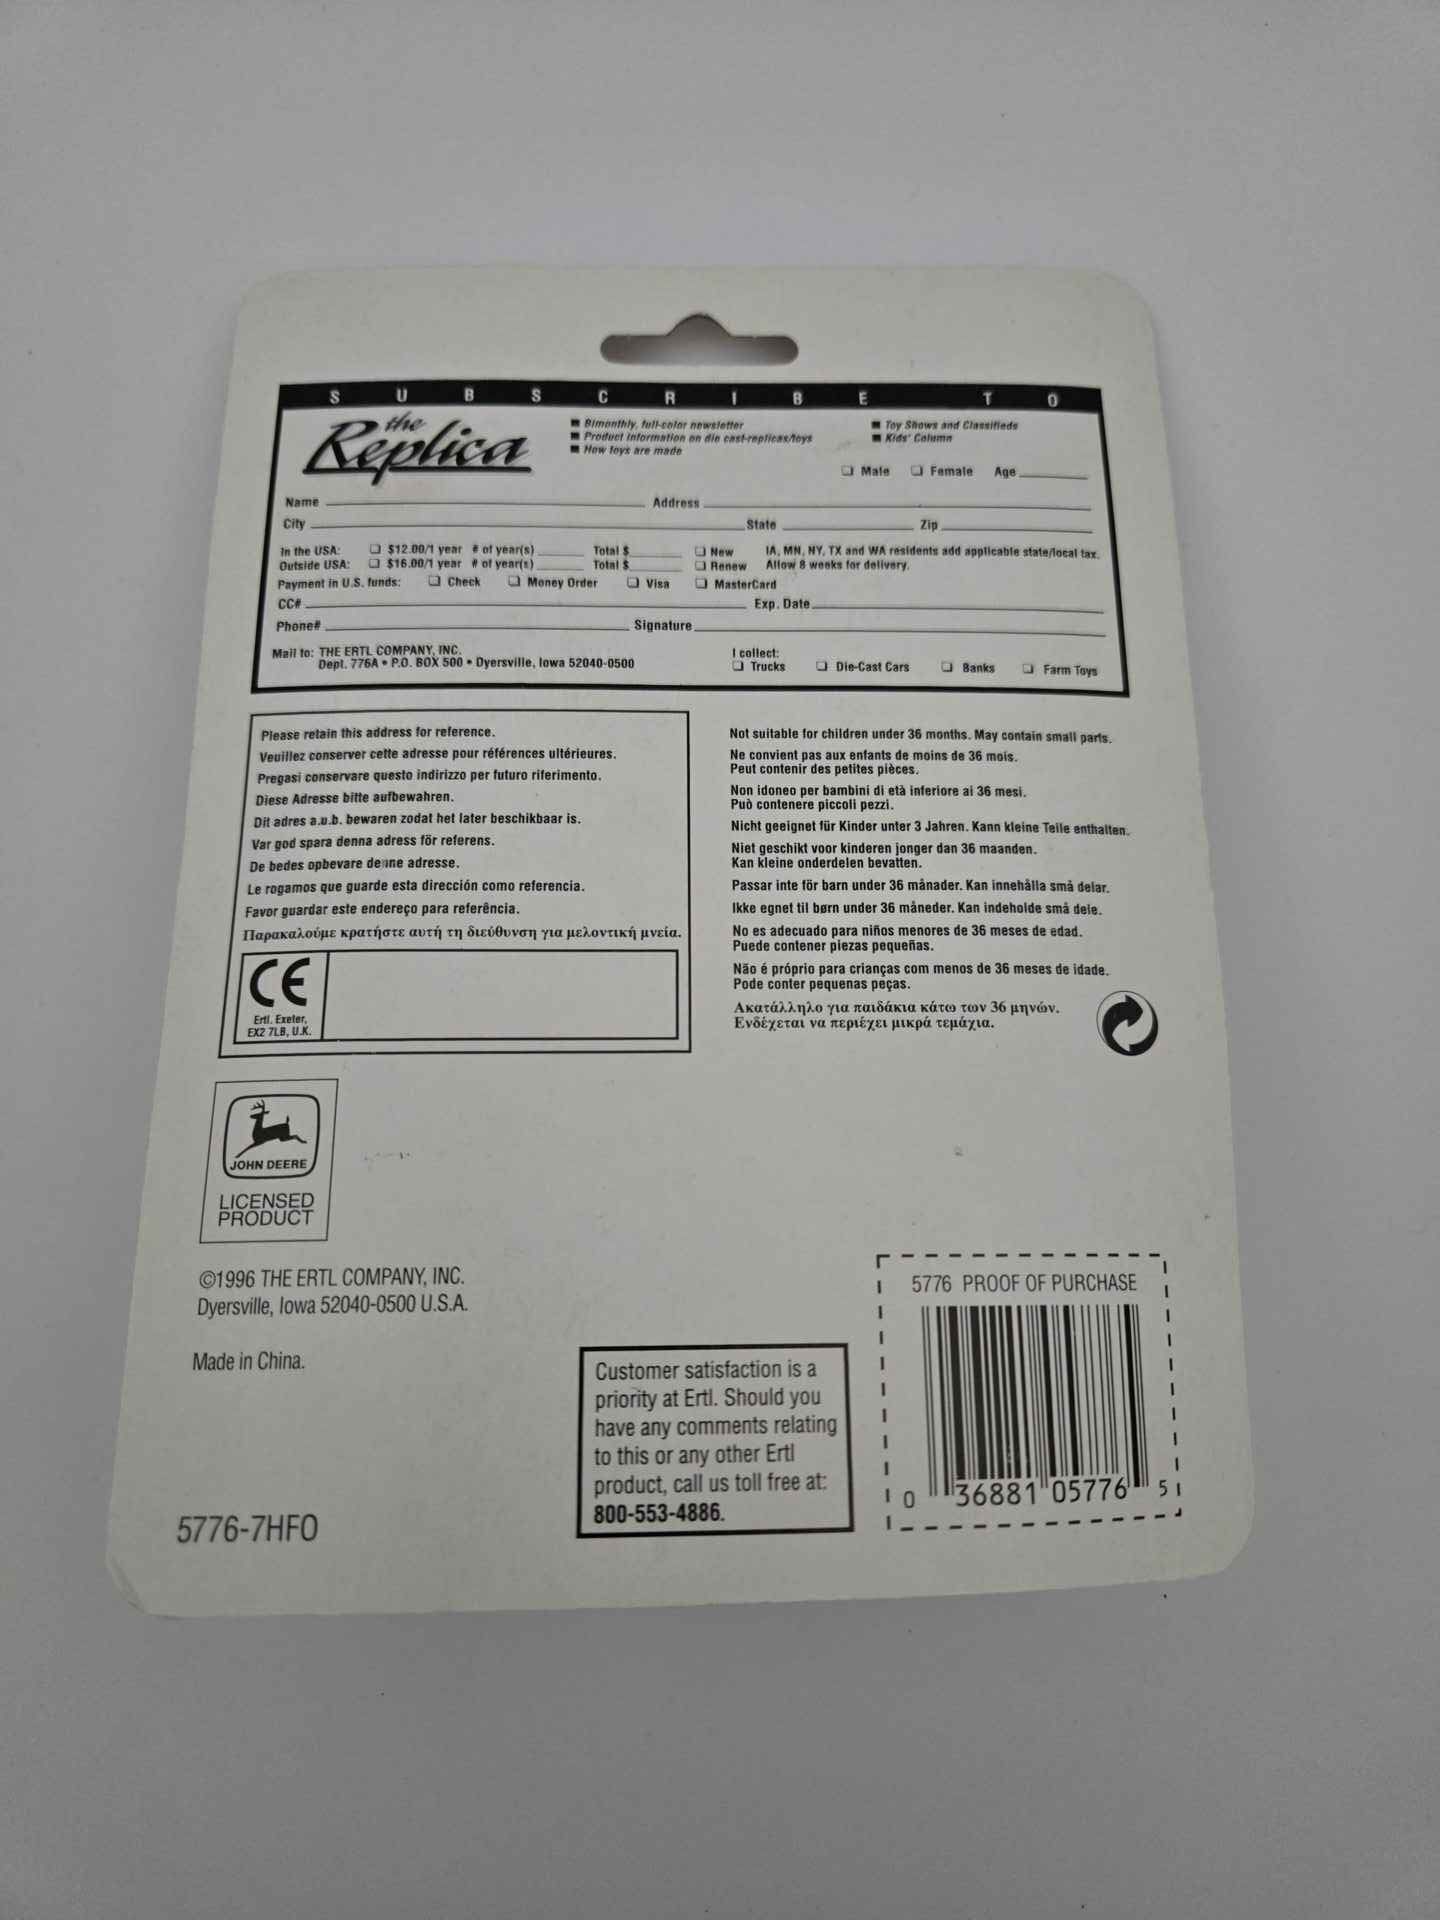 SUBSCRIBE TO
the
Replica
■ Bimonthly, full-color newsletter
■ Product information on die cast-replicas/toys
■ How toys are made
■ Toy Shows and Classifieds
■ Kids' Column
❏ Male ❏ Female Age
Name Address
City State Zip
In the USA: ❏ $12.00/1 year # of year(s) Total $ ❏ New IA, MN, NY, TX and WA residents add applicable state/local tax.
Outside USA: ❏ $16.00/1 year # of year(s) Total $ ❏ Renew Allow 8 weeks for delivery.
Payment in U.S. funds: ❏ Check ❏ Money Order ❏ Visa ❏ MasterCard
CC# Exp. Date
Phone# Signature
Mail to: THE ERTL COMPANY, INC.
Dept. 776A • P.O. BOX 500 • Dyersville, Iowa 52040-0500
I collect:
❏ Trucks ❏ Die-Cast Cars ❏ Banks ❏ Farm Toys
Please retain this address for reference.
Veuillez conserver cette adresse pour références ultérieures.
Pregasi conservare questo indirizzo per futuro riferimento.
Diese Adresse bitte aufbewahren.
Dit adres a.u.b. bewaren zodat het later beschikbaar is.
Var god spara denna adress för referens.
De bedes opbevare denne adresse.
Le rogamos que guarde esta dirección como referencia.
Favor guardar este endereço para referência.
Παρακαλούμε κρατήστε αυτή τη διεύθυνση για μελοντική μνεία.
CE
Ertl. Exeter,
EX2 7LB, U.K.
Not suitable for children under 36 months. May contain small parts.
Ne convient pas aux enfants de moins de 36 mois.
Peut contenir des petites pièces.
Non idoneo per bambini di età inferiore ai 36 mesi.
Può contenere piccoli pezzi.
Nicht geeignet für Kinder unter 3 Jahren. Kann kleine Teile enthalten.
Niet geschikt voor kinderen jonger dan 36 maanden.
Kan kleine onderdelen bevatten.
Passar inte för barn under 36 månader. Kan innehålla små delar.
Ikke egnet til børn under 36 måneder. Kan indeholde små dele.
No es adecuado para niños menores de 36 meses de edad.
Puede contener piezas pequeñas.
Não é próprio para crianças com menos de 36 meses de idade.
Pode conter pequenas peças.
Ακατάλληλο για παιδάκια κάτω των 36 μηνών.
Ενδέχεται να περιέχει μικρά τεμάχια.
JOHN DEERE
LICENSED
PRODUCT
©1996 THE ERTL COMPANY, INC.
Dyersville, Iowa 52040-0500 U.S.A.
Made in China.
5776-7HFO
Customer satisfaction is a
priority at Ertl. Should you
have any comments relating
to this or any other Ertl
product, call us toll free at:
800-553-4886.
5776 PROOF OF PURCHASE
0 36881 05776 5